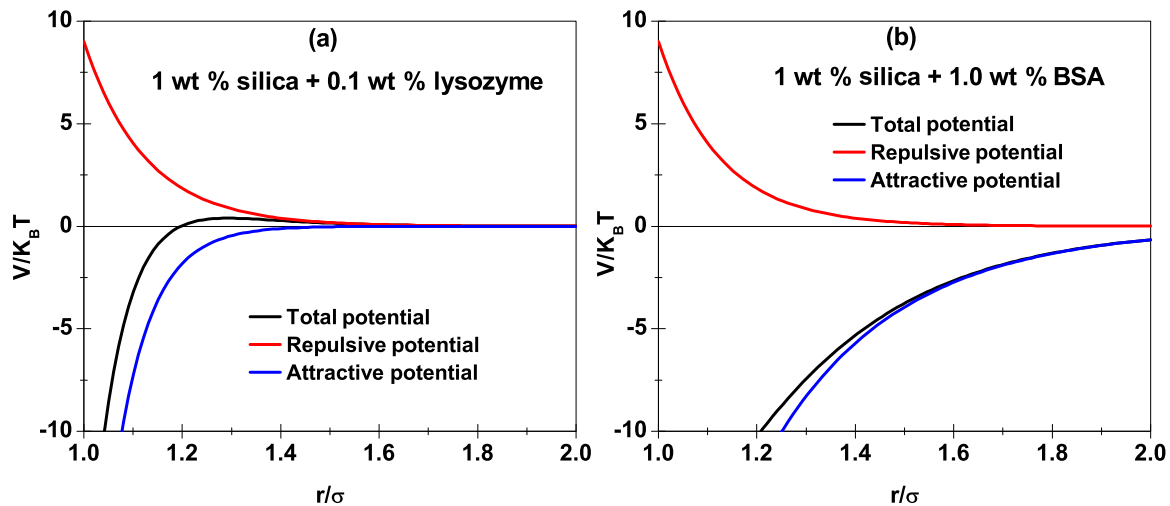 (a)
1 wt % silica + 0.1 wt % lysozyme
10
5
0
-5
-10
V/K_BT
Total potential
Repulsive potential
Attractive potential
1.0 1.2 1.4 1.6 1.8 2.0
r/σ
(b)
1 wt % silica + 1.0 wt % BSA
Total potential
Repulsive potential
Attractive potential
10
5
0
-5
-10
V/K_BT
1.0 1.2 1.4 1.6 1.8 2.0
r/σ